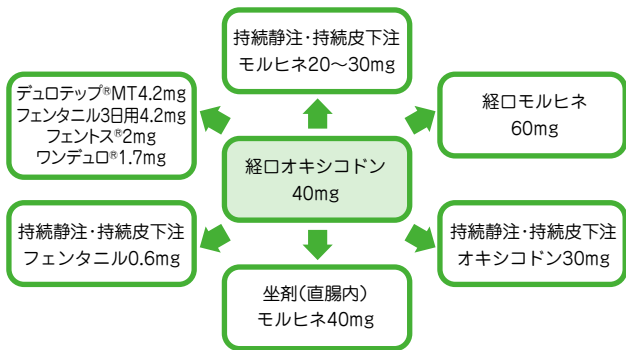 持続静注・持続皮下注
モルヒネ20〜30mg
デュロテップ®MT4.2mg
フェンタニル3日用4.2mg
フェントス®2mg
ワンデュロ®1.7mg
経口モルヒネ
60mg
経口オキシコドン
40mg
持続静注・持続皮下注
フェンタニル0.6mg
持続静注・持続皮下注
オキシコドン30mg
坐剤(直腸内)
モルヒネ40mg